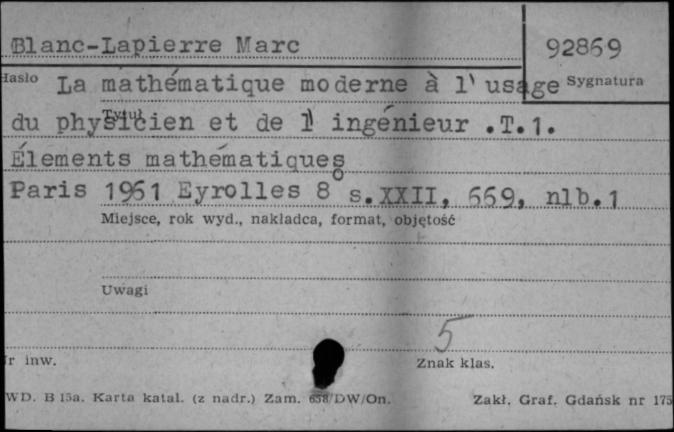 Blanc-Lapierre Marc
92869
Hasło La mathématique moderne à l'usage Sygnatura
Tytuł
du physicien et de l' ingénieur .T.1.
Élements mathématiques
Paris 1961 Eyrolles 8° s.XXII, 669, nlb.1
Miejsce, rok wyd., nakładca, format, objętość
Uwagi
5
Nr inw. Znak klas.
WD. B 15a. Karta katal. (z nadr.) Zam. 658/DW/On. Zakł. Graf. Gdańsk nr 175